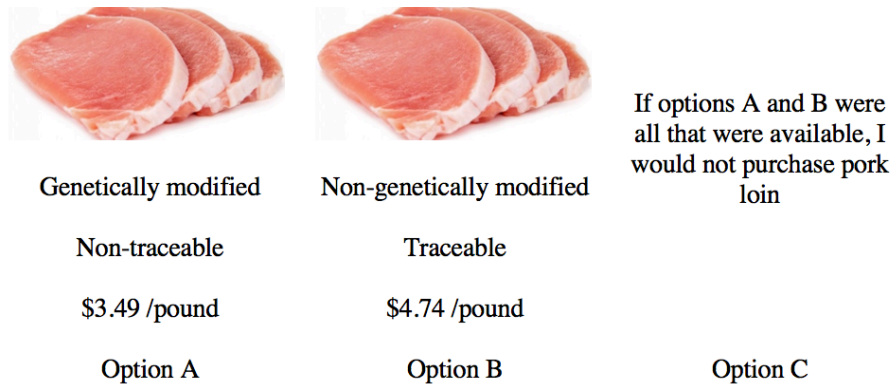 Genetically modified
Non-traceable
$3.49 /pound
Option A
Non-genetically modified
Traceable
$4.74 /pound
Option B
If options A and B were
all that were available, I
would not purchase pork
loin
Option C